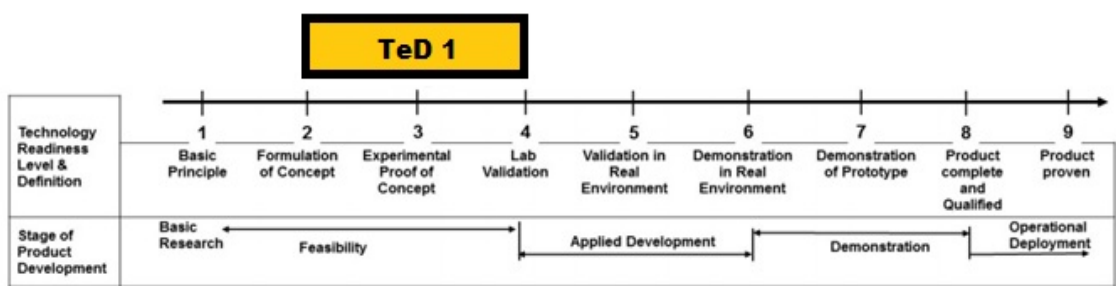 TeD 1
Technology
Readiness
Level &
Definition
1
Basic
Principle
2
Formulation
of Concept
3
Experimental
Proof of
Concept
4
Lab
Validation
5
Validation in
Real
Environment
6
Demonstration
in Real
Environment
7
Demonstration
of Prototype
8
Product
complete
and
Qualified
9
Product
proven
Stage of
Product
Development
Basic
Research
Feasibility
Applied Development
Demonstration
Operational
Deployment